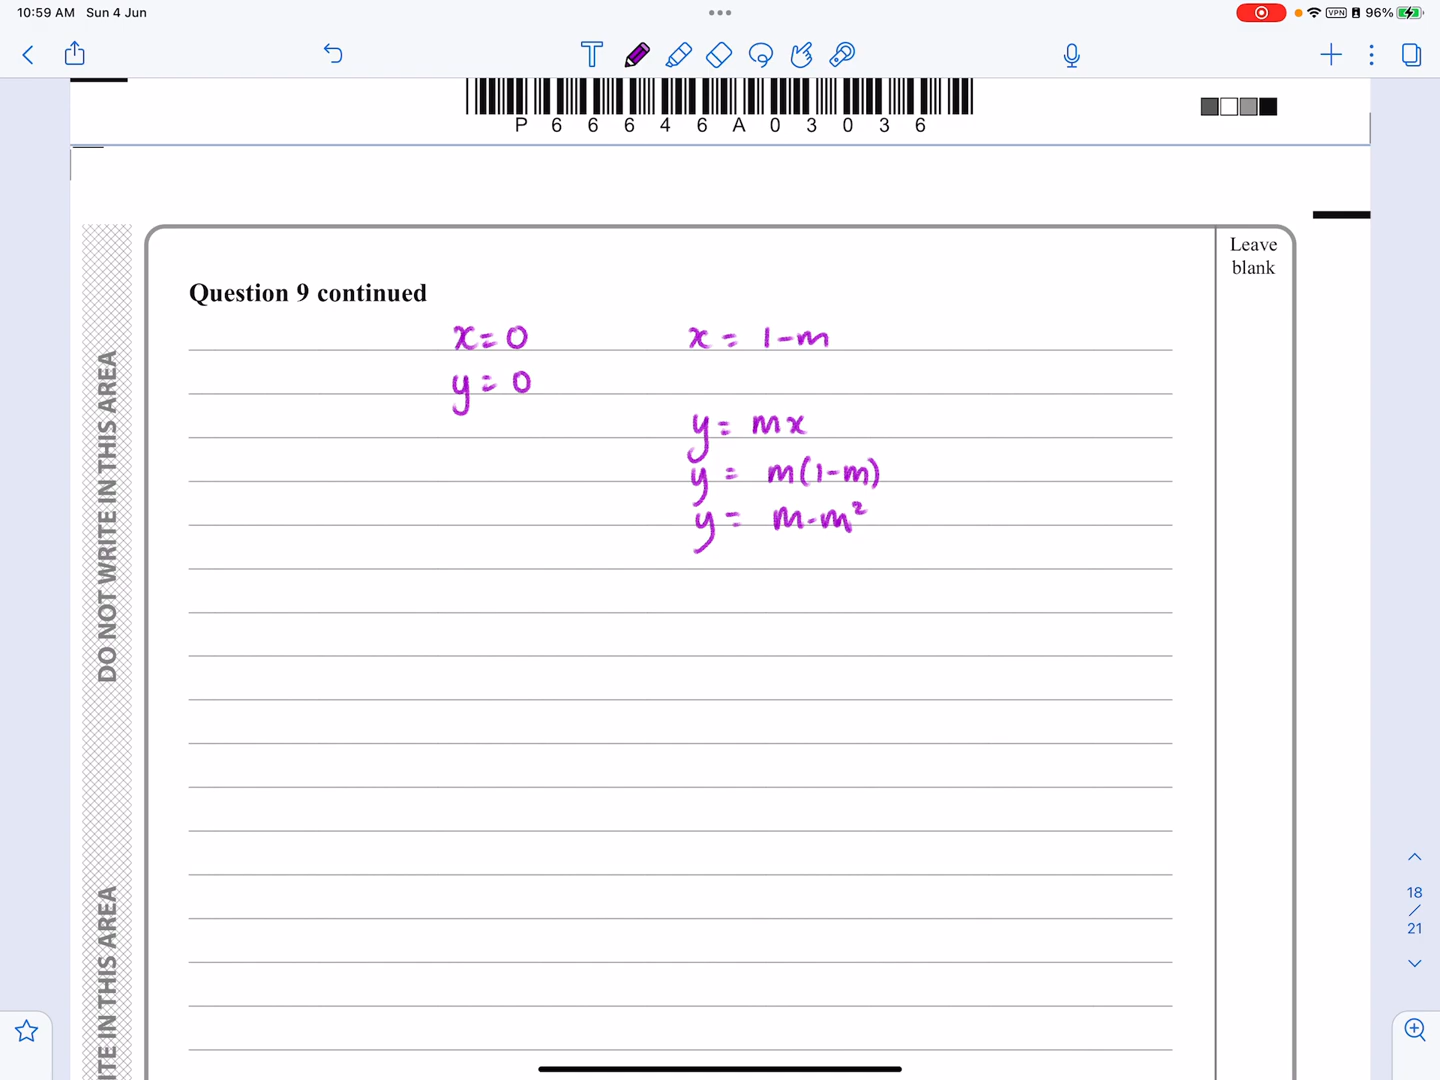 10:59 AM Sun 4 Jun
VPN 96%
P 6 6 6 4 6 A 0 3 0 3 6
Leave
blank
Question 9 continued
x = 0 x = 1-m
y = 0
y = mx
y = m(1-m)
y = m-m²
DO NOT WRITE IN THIS AREA
ITE IN THIS AREA
18
/
21